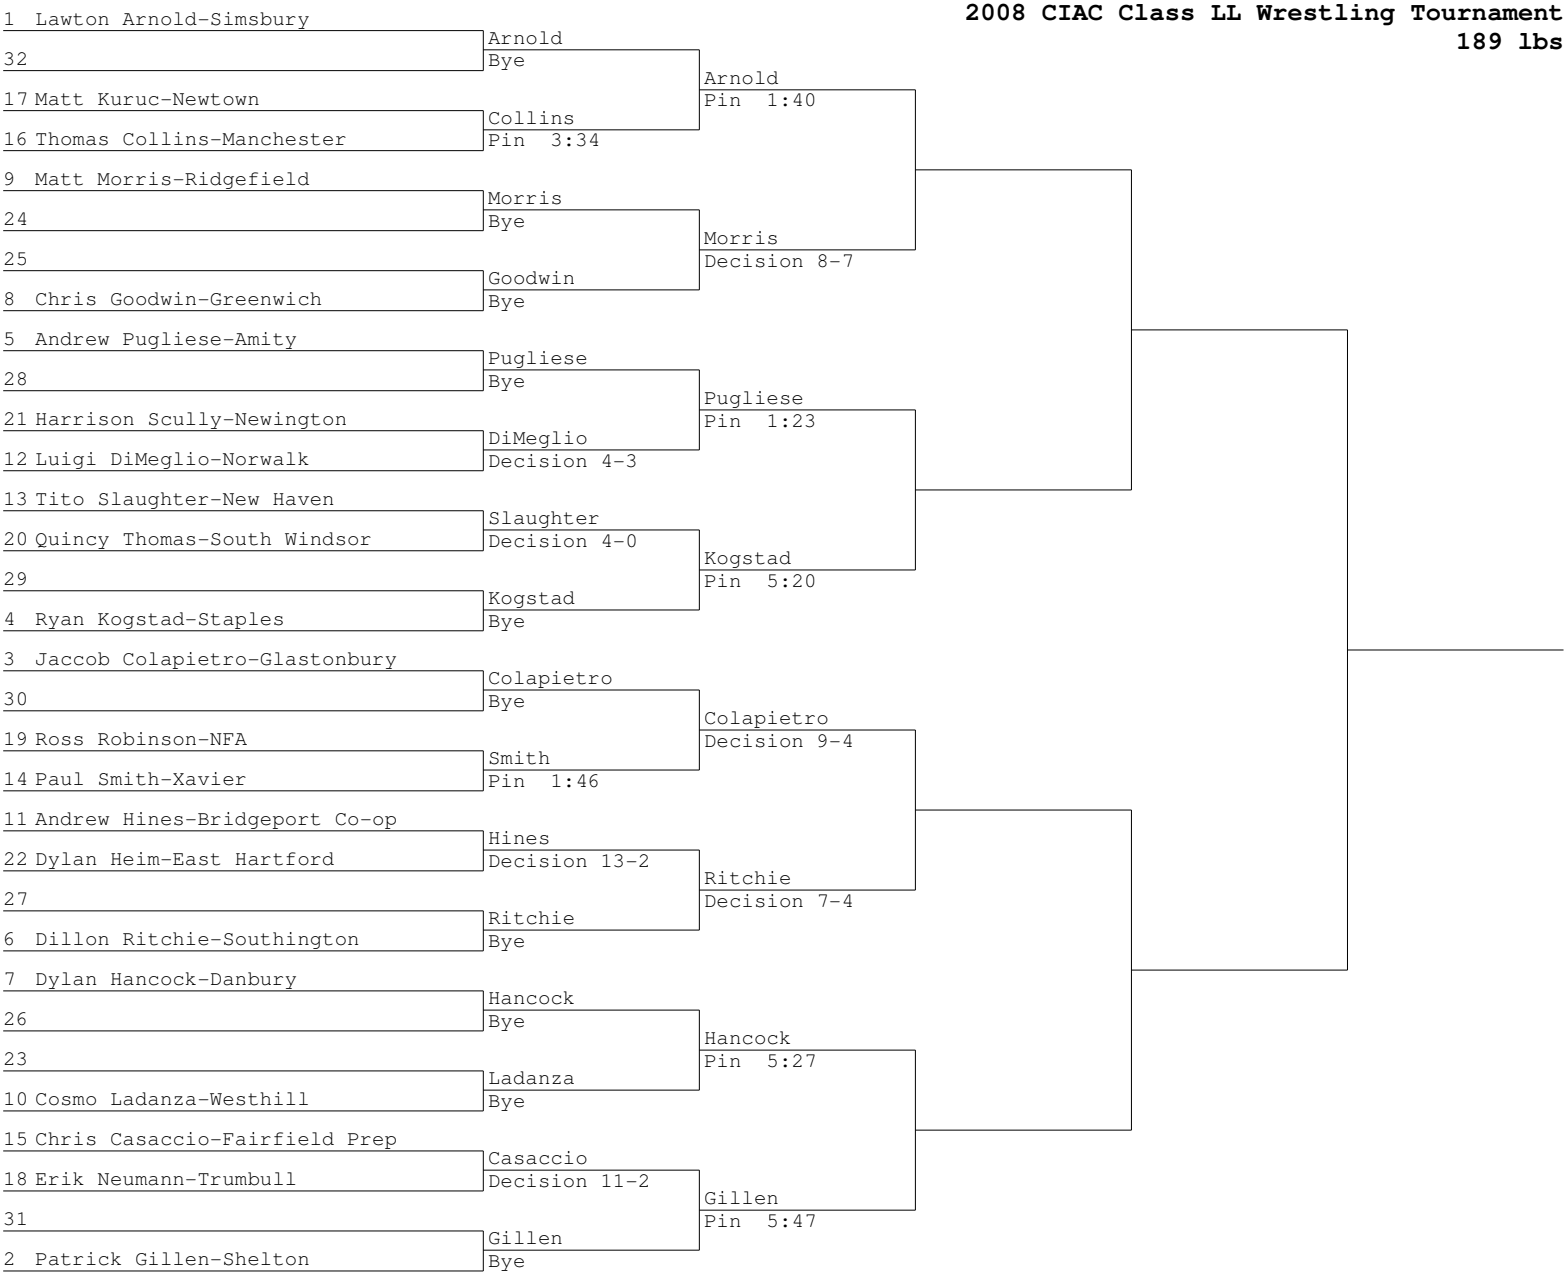 2008 CIAC Class LL Wrestling Tournament
189 lbs
1 Lawton Arnold-Simsbury
32
17 Matt Kuruc-Newtown
16 Thomas Collins-Manchester
9 Matt Morris-Ridgefield
24
25
8 Chris Goodwin-Greenwich
5 Andrew Pugliese-Amity
28
21 Harrison Scully-Newington
12 Luigi DiMeglio-Norwalk
13 Tito Slaughter-New Haven
20 Quincy Thomas-South Windsor
29
4 Ryan Kogstad-Staples
3 Jaccob Colapietro-Glastonbury
30
19 Ross Robinson-NFA
14 Paul Smith-Xavier
11 Andrew Hines-Bridgeport Co-op
22 Dylan Heim-East Hartford
27
6 Dillon Ritchie-Southington
7 Dylan Hancock-Danbury
26
23
10 Cosmo Ladanza-Westhill
15 Chris Casaccio-Fairfield Prep
18 Erik Neumann-Trumbull
31
2 Patrick Gillen-Shelton
Arnold
Bye
Collins
Pin 3:34
Morris
Bye
Goodwin
Bye
Pugliese
Bye
DiMeglio
Decision 4-3
Slaughter
Decision 4-0
Kogstad
Bye
Colapietro
Bye
Smith
Pin 1:46
Hines
Decision 13-2
Ritchie
Bye
Hancock
Bye
Ladanza
Bye
Casaccio
Decision 11-2
Gillen
Bye
Arnold
Pin 1:40
Morris
Decision 8-7
Pugliese
Pin 1:23
Kogstad
Pin 5:20
Colapietro
Decision 9-4
Ritchie
Decision 7-4
Hancock
Pin 5:27
Gillen
Pin 5:47